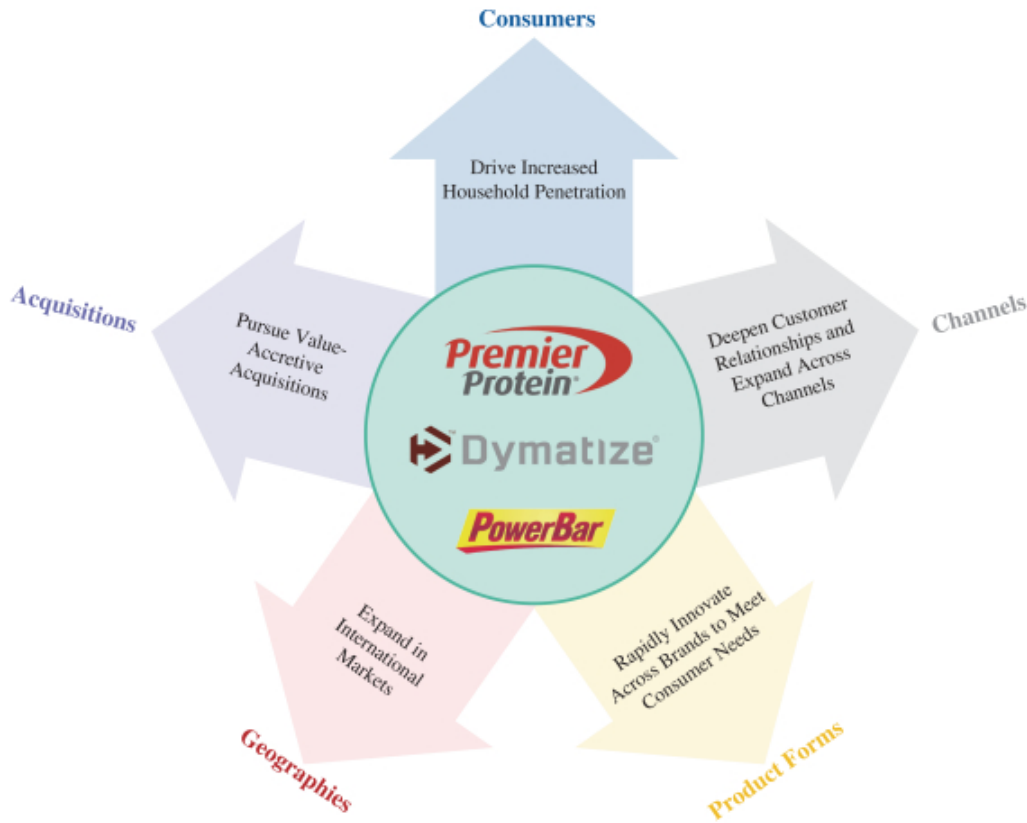 Consumers
Drive Increased
Household Penetration
Acquisitions
Pursue Value-
Accretive
Acquisitions
Premier
Protein®
Dymatize®
PowerBar
Deepen Customer
Relationships and
Expand Across
Channels
Channels
Expand in
International
Markets
Geographies
Rapidly Innovate
Across Brands to Meet
Consumer Needs
Product Forms